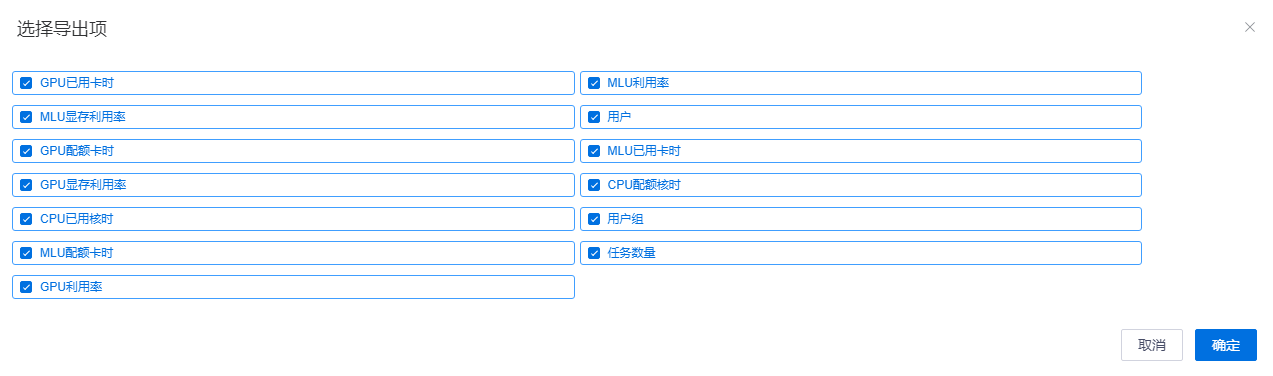 选择导出项
GPU已用卡时
MLU利用率
MLU显存利用率
用户
GPU配额卡时
MLU已用卡时
GPU显存利用率
CPU配额核时
CPU已用核时
用户组
MLU配额卡时
任务数量
GPU利用率
取消
确定